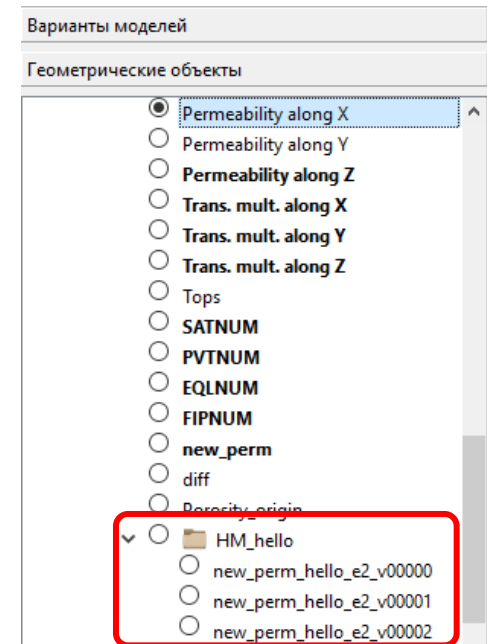 Варианты моделей
Геометрические объекты
Permeability along X
Permeability along Y
Permeability along Z
Trans. mult. along X
Trans. mult. along Y
Trans. mult. along Z
Tops
SATNUM
PVTNUM
EQLNUM
FIPNUM
new_perm
diff
Porosity_origin
HM_hello
new_perm_hello_e2_v00000
new_perm_hello_e2_v00001
new_perm_hello_e2_v00002